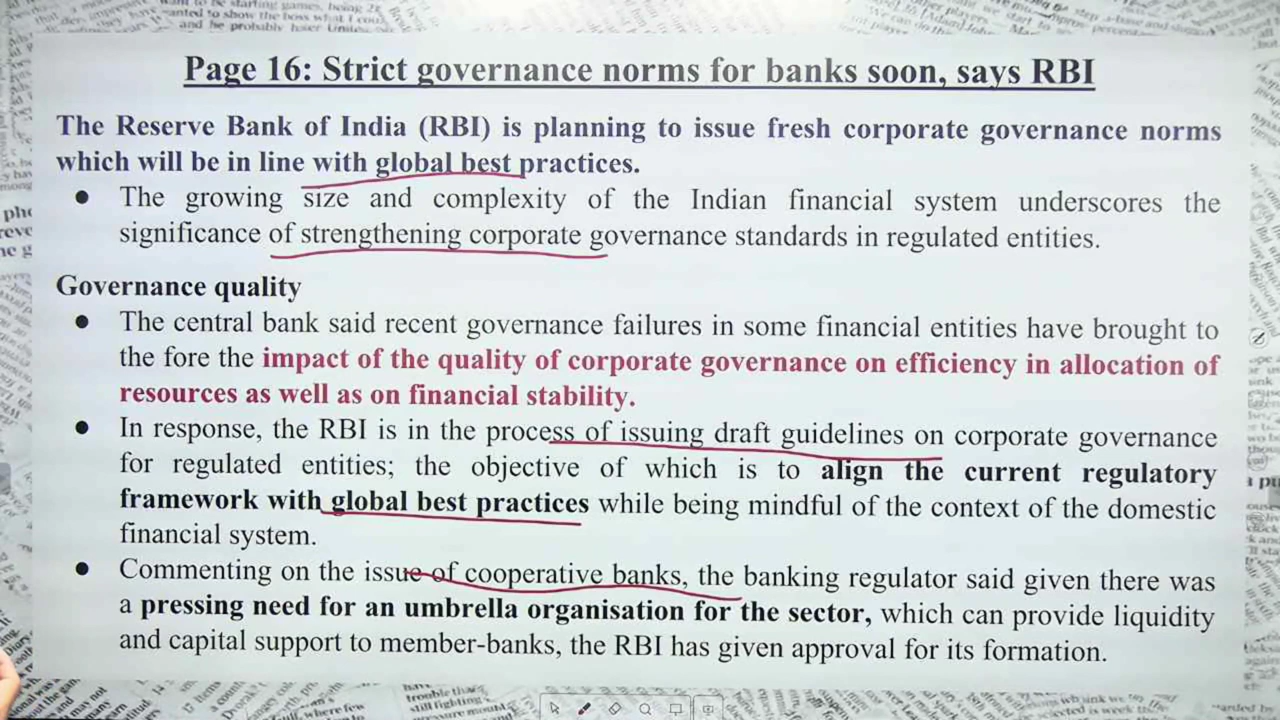 Page 16: Strict governance norms for banks soon, says RBI
The Reserve Bank of India (RBI) is planning to issue fresh corporate governance norms
which will be in line with global best practices.
● The growing size and complexity of the Indian financial system underscores the
significance of strengthening corporate governance standards in regulated entities.
Governance quality
● The central bank said recent governance failures in some financial entities have brought to
the fore the impact of the quality of corporate governance on efficiency in allocation of
resources as well as on financial stability.
● In response, the RBI is in the process of issuing draft guidelines on corporate governance
for regulated entities; the objective of which is to align the current regulatory
framework with global best practices while being mindful of the context of the domestic
financial system.
● Commenting on the issue of cooperative banks, the banking regulator said given there was
a pressing need for an umbrella organisation for the sector, which can provide liquidity
and capital support to member-banks, the RBI has given approval for its formation.